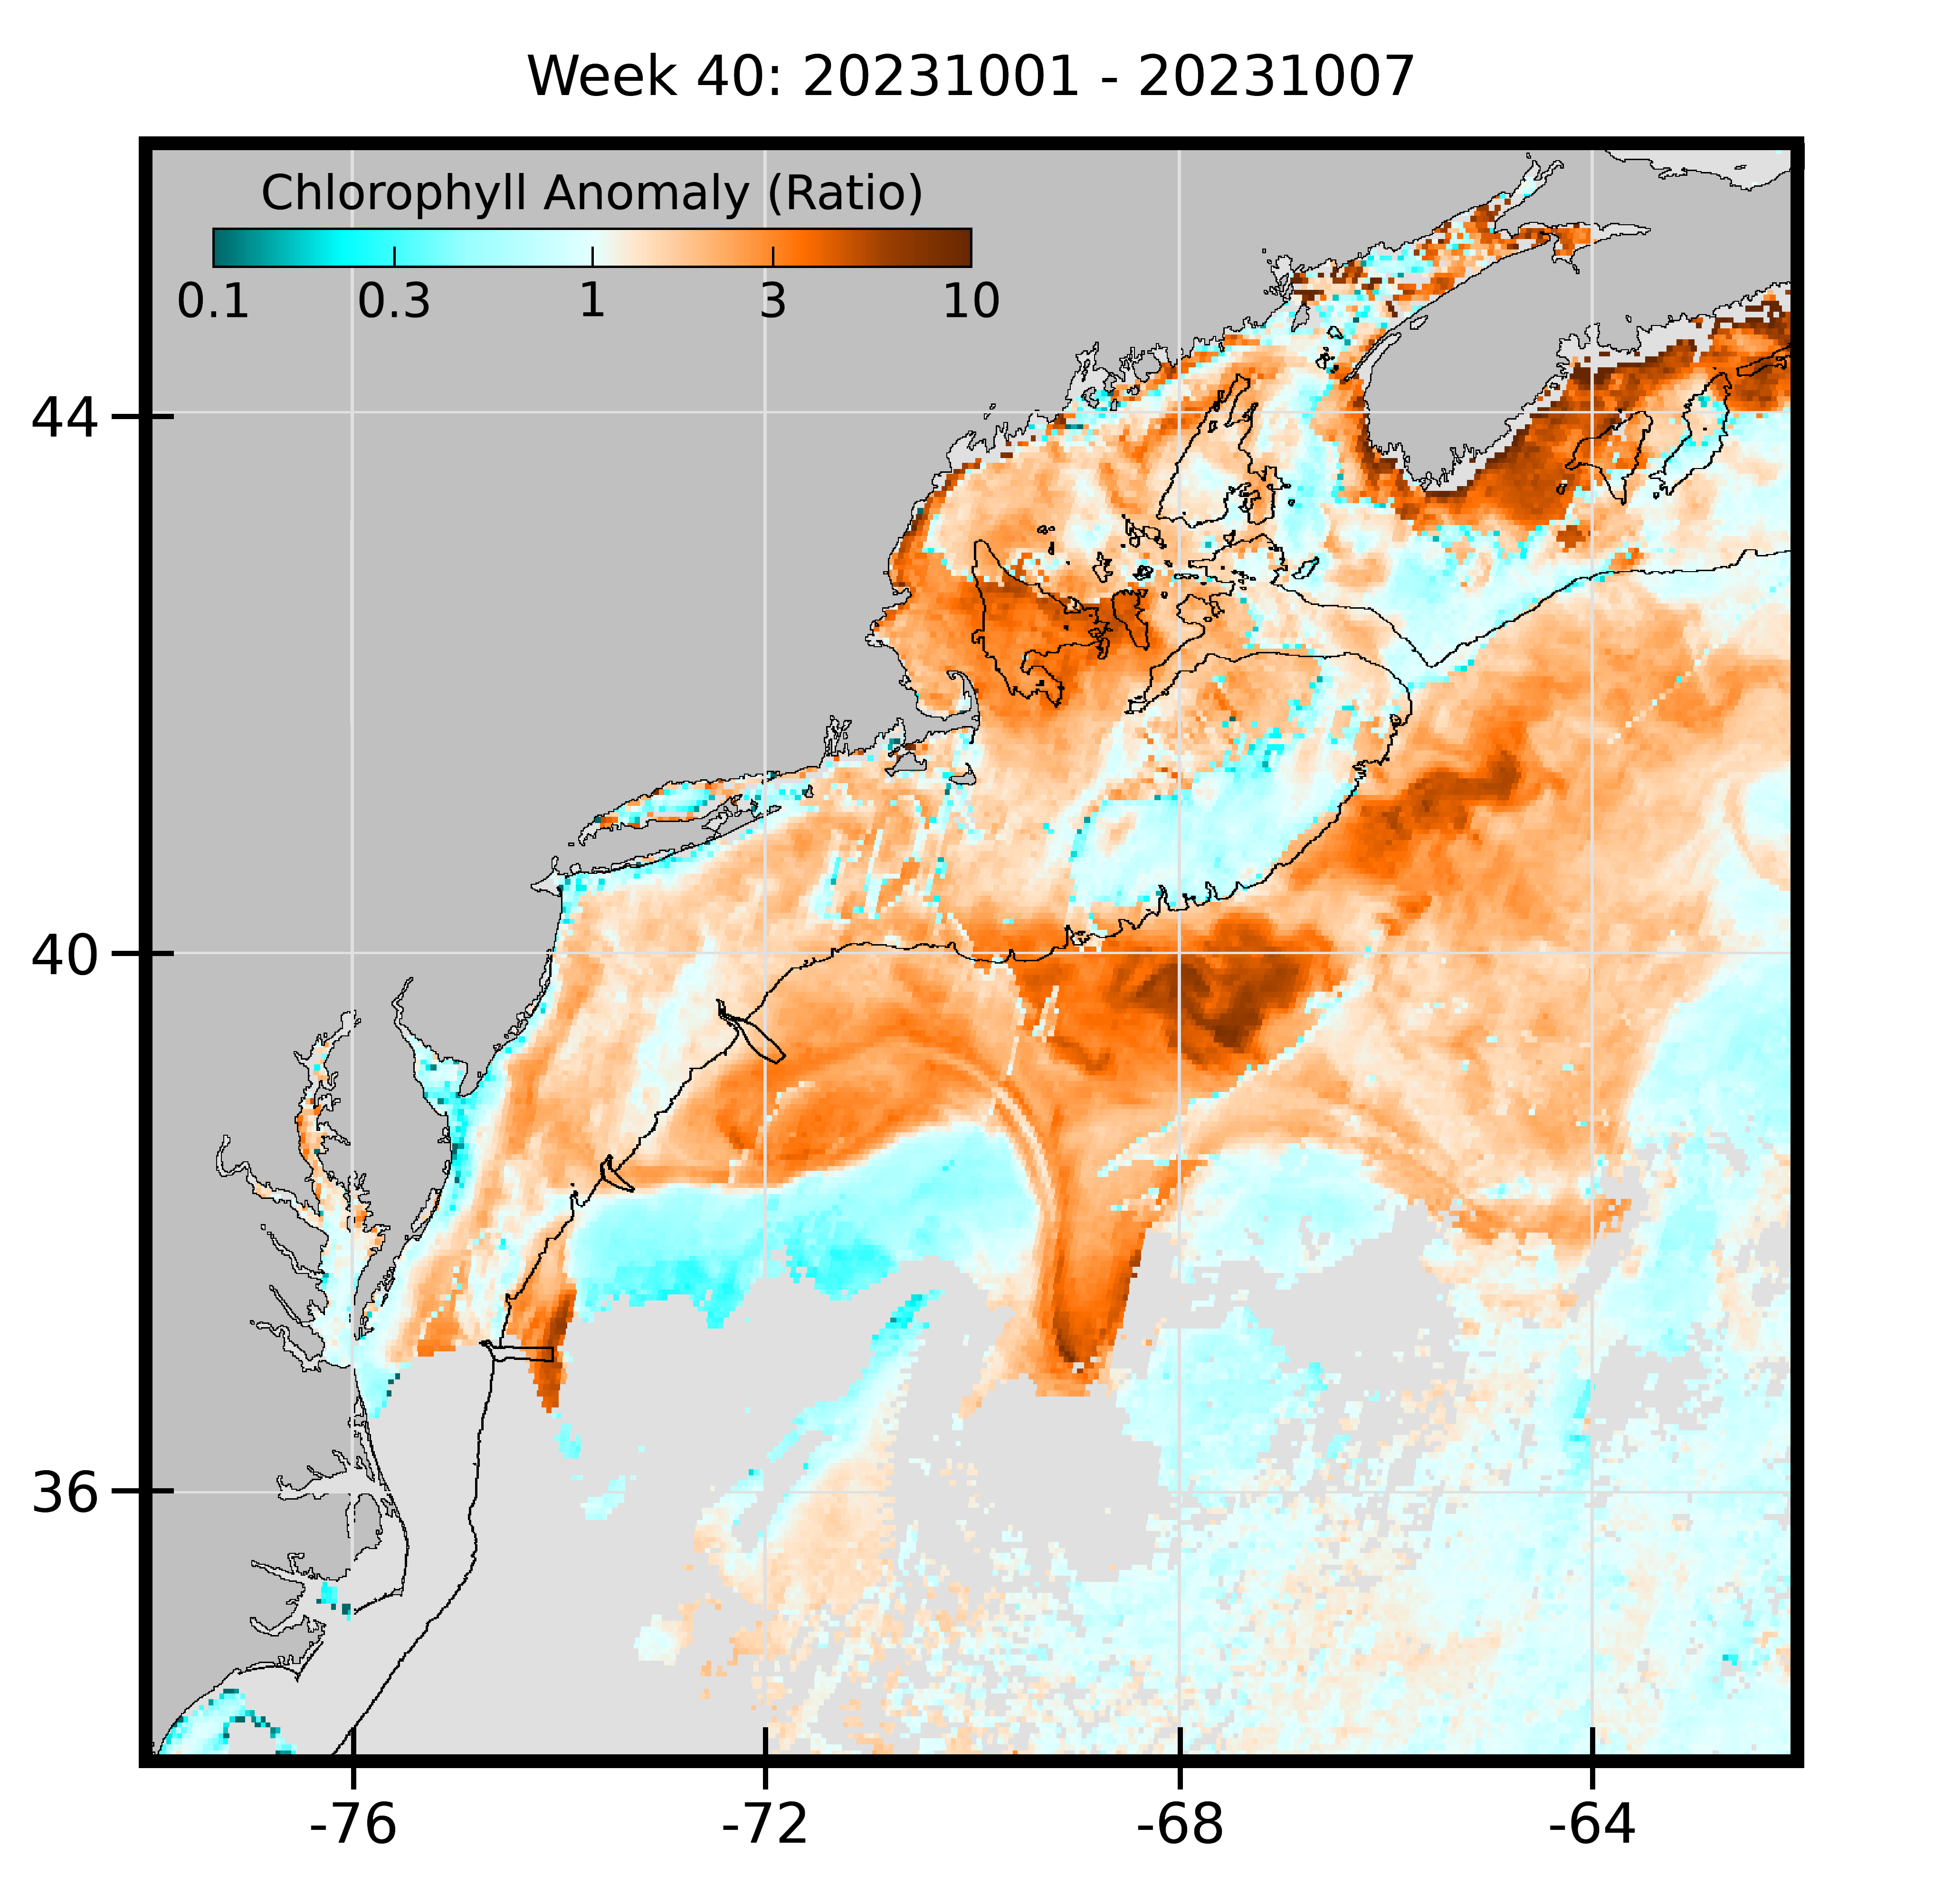 Week 40: 20231001 - 20231007
Chlorophyll Anomaly (Ratio)
0.1 0.3 1 3 10
44
40
36
-76 -72 -68 -64